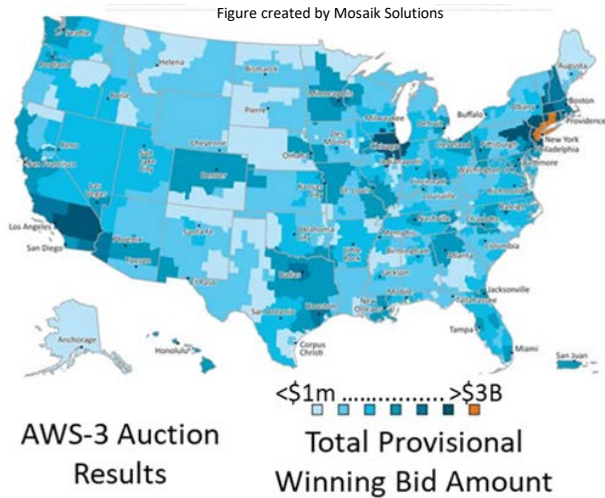 Figure created by Mosaik Solutions
Seattle
Portland
Helena
Bismarck
Boise
Pierre
Minneapolis
Milwaukee
Detroit
Buffalo
Albany
Augusta
Boston
Providence
New York
Philadelphia
Baltimore
Pittsburgh
Cleveland
Chicago
Des
Moines
Omaha
Cheyenne
Salt
Lake
City
Reno
San Francisco
Denver
Kansas
City
St. Louis
Indianapolis
Cincinnati
Louisville
Washington
Richmond
Raleigh
Charlotte
Nashville
Memphis
Columbia
Atlanta
Birmingham
Las
Vegas
Los Angeles
San Diego
Phoenix
Tucson
Santa Fe
El Paso
Oklahoma
City
Little
Rock
Dallas
Jackson
Mobile
New
Orleans
Houston
San Antonio
Corpus
Christi
Jacksonville
Tallahassee
Tampa
Miami
Anchorage
Honolulu
San Juan
<$1m ................ >$3B
AWS-3 Auction
Results
Total Provisional
Winning Bid Amount